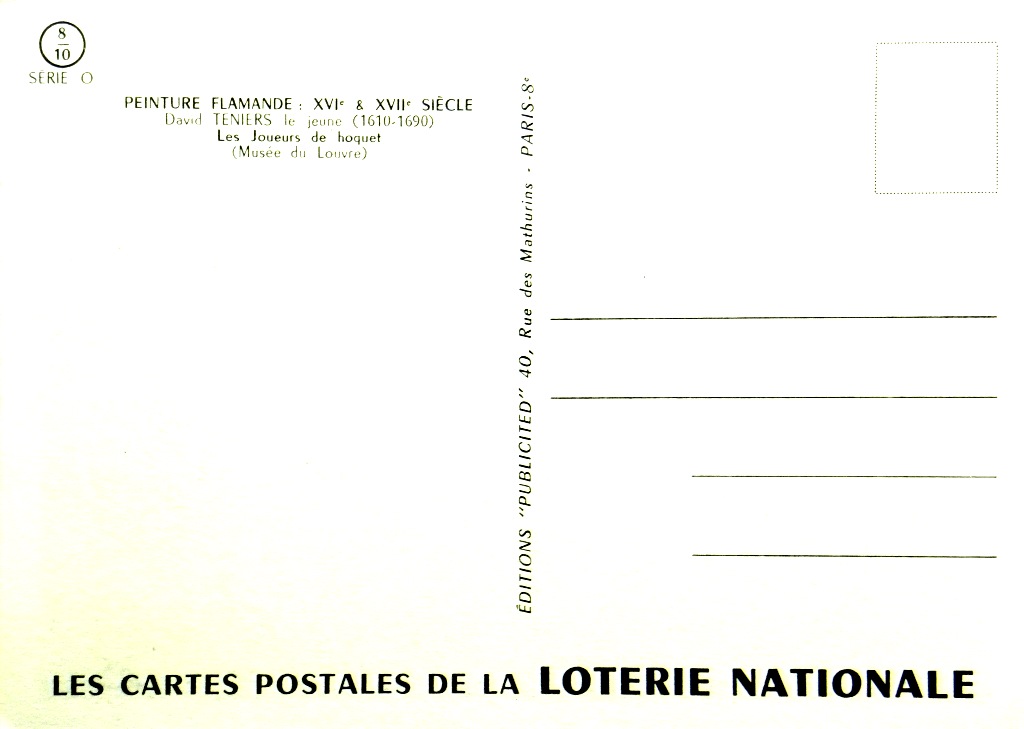 8
10
SÉRIE O
PEINTURE FLAMANDE : XVIᵉ & XVIIᵉ SIÈCLE
David TENIERS le jeune (1610-1690)
Les Joueurs de hoquet
(Musée du Louvre)
ÉDITIONS "PUBLICITED" 40, Rue des Mathurins - PARIS-8ᵉ
LES CARTES POSTALES DE LA LOTERIE NATIONALE